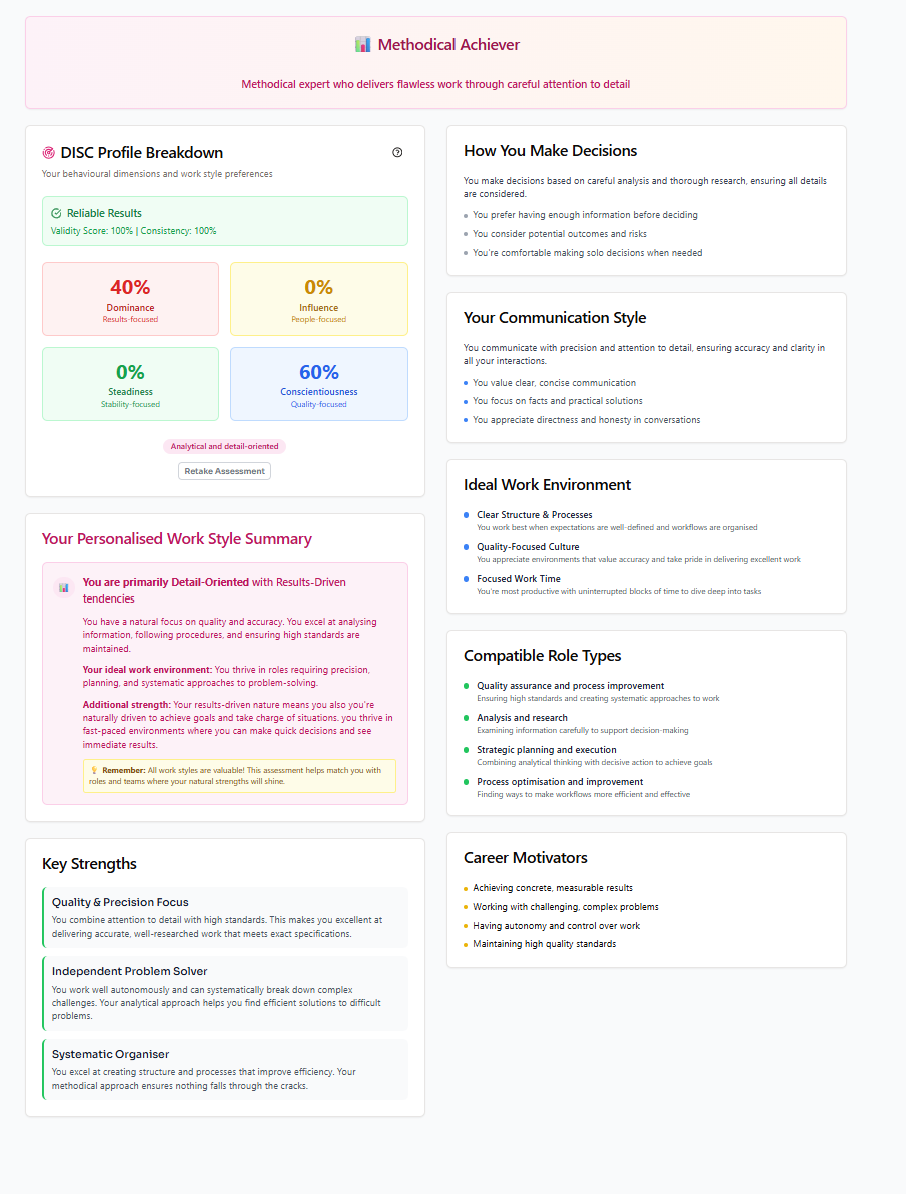 Methodical Achiever
Methodical expert who delivers flawless work through careful attention to detail
DISC Profile Breakdown
Your behavioural dimensions and work style preferences
Reliable Results
Validity Score: 100% | Consistency: 100%
40%
Dominance
Results-focused
0%
Influence
People-focused
0%
Steadiness
Stability-focused
60%
Conscientiousness
Quality-focused
Analytical and detail-oriented
Retake Assessment
Your Personalised Work Style Summary
You are primarily Detail-Oriented with Results-Driven
tendencies
You have a natural focus on quality and accuracy. You excel at analysing
information, following procedures, and ensuring high standards are
maintained.
Your ideal work environment: You thrive in roles requiring precision,
planning, and systematic approaches to problem-solving.
Additional strength: Your results-driven nature means you also you're
naturally driven to achieve goals and take charge of situations. you thrive in
fast-paced environments where you can make quick decisions and see
immediate results.
Remember: All work styles are valuable! This assessment helps match you with
roles and teams where your natural strengths will shine.
Key Strengths
Quality & Precision Focus
You combine attention to detail with high standards. This makes you excellent at
delivering accurate, well-researched work that meets exact specifications.
Independent Problem Solver
You work well autonomously and can systematically break down complex
challenges. Your analytical approach helps you find efficient solutions to difficult
problems.
Systematic Organiser
You excel at creating structure and processes that improve efficiency. Your
methodical approach ensures nothing falls through the cracks.
How You Make Decisions
You make decisions based on careful analysis and thorough research, ensuring all details
are considered.
You prefer having enough information before deciding
You consider potential outcomes and risks
You're comfortable making solo decisions when needed
Your Communication Style
You communicate with precision and attention to detail, ensuring accuracy and clarity in
all your interactions.
You value clear, concise communication
You focus on facts and practical solutions
You appreciate directness and honesty in conversations
Ideal Work Environment
Clear Structure & Processes
You work best when expectations are well-defined and workflows are organised
Quality-Focused Culture
You appreciate environments that value accuracy and take pride in delivering excellent work
Focused Work Time
You're most productive with uninterrupted blocks of time to dive deep into tasks
Compatible Role Types
Quality assurance and process improvement
Ensuring high standards and creating systematic approaches to work
Analysis and research
Examining information carefully to support decision-making
Strategic planning and execution
Combining analytical thinking with decisive action to achieve goals
Process optimisation and improvement
Finding ways to make workflows more efficient and effective
Career Motivators
Achieving concrete, measurable results
Working with challenging, complex problems
Having autonomy and control over work
Maintaining high quality standards